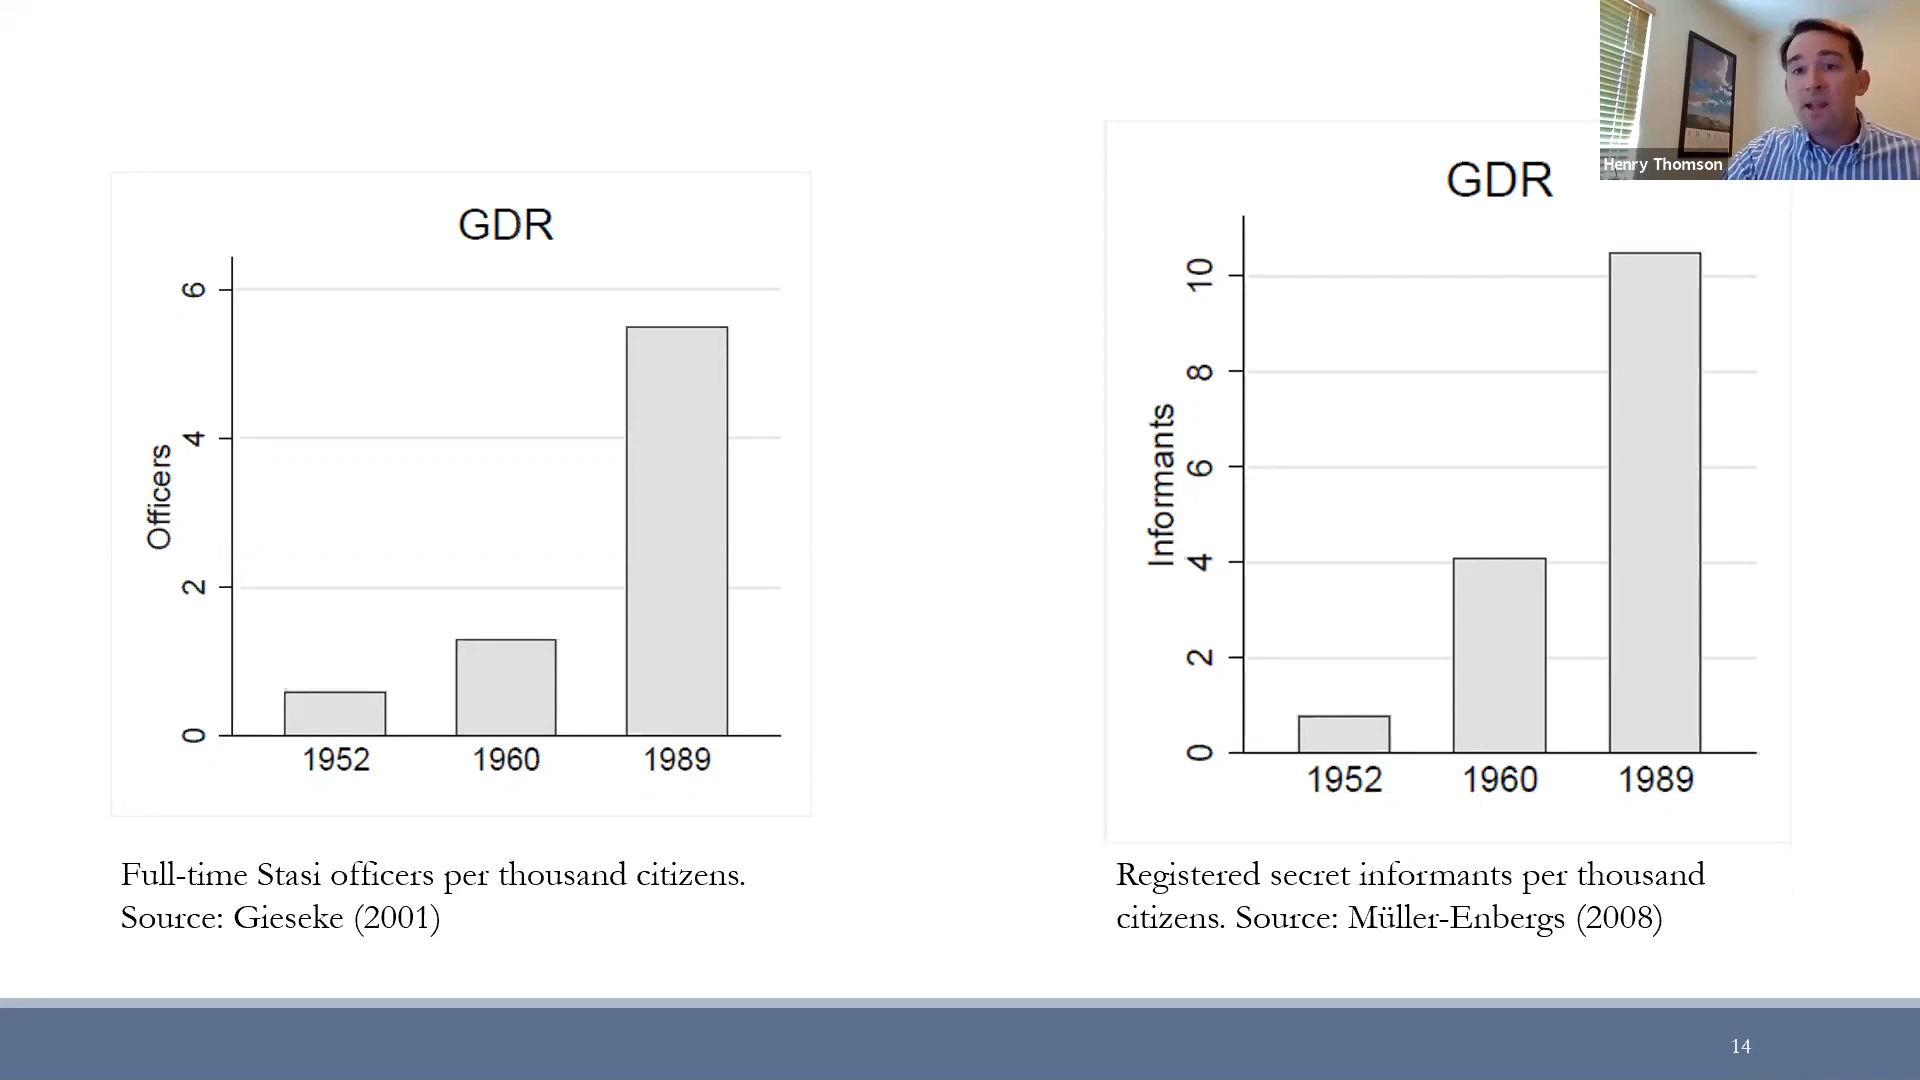 Henry Thomson
GDR
6
4
2
0
Officers
1952 1960 1989
Full-time Stasi officers per thousand citizens.
Source: Gieseke (2001)
GDR
10
8
6
4
2
0
Informants
1952 1960 1989
Registered secret informants per thousand
citizens. Source: Müller-Enbergs (2008)
14